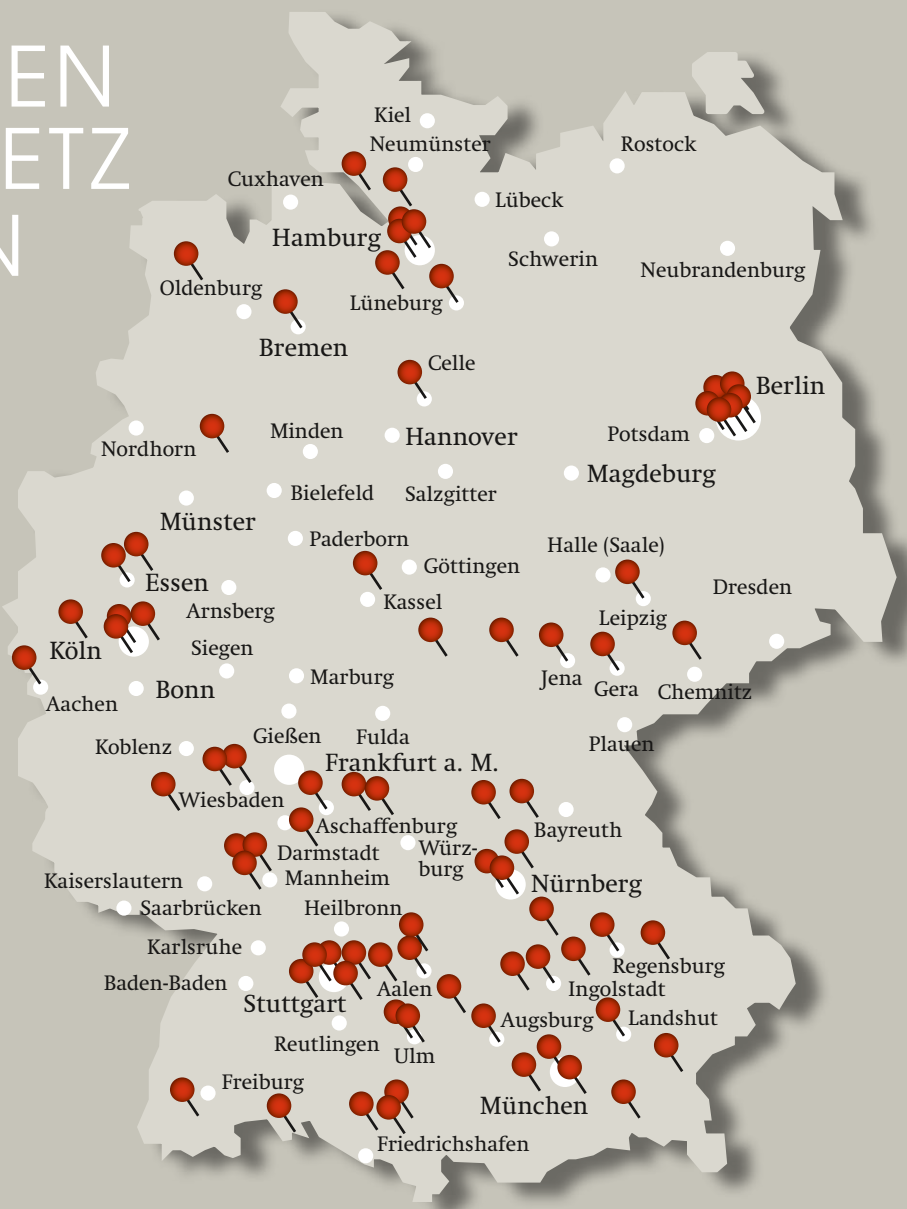 EN
ETZ
N
Kiel
Neumünster
Rostock
Cuxhaven
Lübeck
Hamburg
Schwerin
Neubrandenburg
Oldenburg
Lüneburg
Bremen
Celle
Berlin
Nordhorn
Minden
Hannover
Potsdam
Magdeburg
Bielefeld
Salzgitter
Münster
Paderborn
Göttingen
Halle (Saale)
Essen
Arnsberg
Kassel
Dresden
Leipzig
Köln
Siegen
Jena
Gera
Chemnitz
Aachen
Bonn
Marburg
Koblenz
Gießen
Fulda
Plauen
Frankfurt a. M.
Wiesbaden
Aschaffenburg
Bayreuth
Darmstadt
Würz-
burg
Kaiserslautern
Mannheim
Nürnberg
Saarbrücken
Heilbronn
Karlsruhe
Regensburg
Baden-Baden
Aalen
Ingolstadt
Stuttgart
Augsburg
Landshut
Reutlingen
Ulm
Freiburg
München
Friedrichshafen